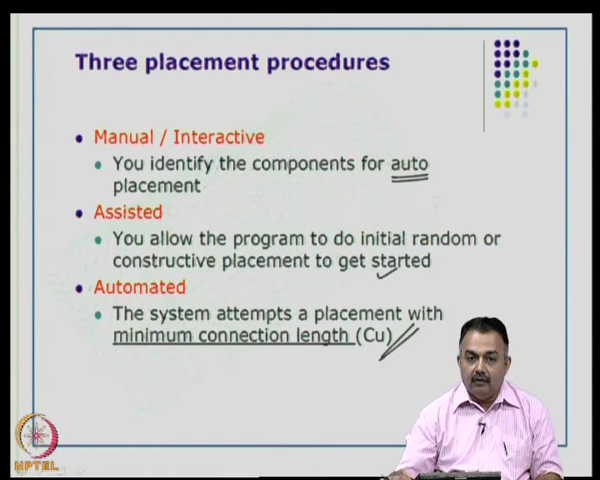 Three placement procedures
• Manual / Interactive
• You identify the components for auto
placement
• Assisted
• You allow the program to do initial random or
constructive placement to get started
• Automated
• The system attempts a placement with
minimum connection length (Cu)
NPTEL